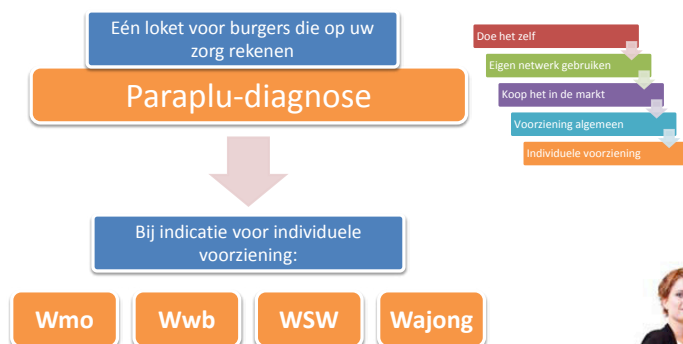 Eén loket voor burgers die op uw
zorg rekenen
Paraplu-diagnose
Bij indicatie voor individuele
voorziening:
Wmo
Wwb
WSW
Wajong
Doe het zelf
Eigen netwerk gebruiken
Koop het in de markt
Voorziening algemeen
Individuele voorziening